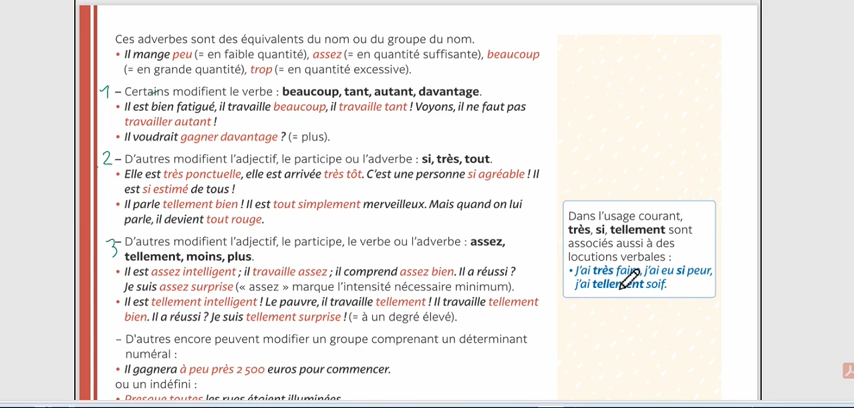 Ces adverbes sont des équivalents du nom ou du groupe du nom.
• Il mange peu (= en faible quantité), assez (= en quantité suffisante), beaucoup
(= en grande quantité), trop (= en quantité excessive).
1 – Certains modifient le verbe : beaucoup, tant, autant, davantage.
• Il est bien fatigué, il travaille beaucoup, il travaille tant ! Voyons, il ne faut pas
travailler autant !
• Il voudrait gagner davantage ? (= plus).
2 – D'autres modifient l'adjectif, le participe ou l'adverbe : si, très, tout.
• Elle est très ponctuelle, elle est arrivée très tôt. C'est une personne si agréable ! Il
est si estimé de tous !
• Il parle tellement bien ! Il est tout simplement merveilleux. Mais quand on lui
parle, il devient tout rouge.
3 – D'autres modifient l'adjectif, le participe, le verbe ou l'adverbe : assez,
tellement, moins, plus.
• Il est assez intelligent ; il travaille assez ; il comprend assez bien. Il a réussi ?
Je suis assez surprise (« assez » marque l'intensité nécessaire minimum).
• Il est tellement intelligent ! Le pauvre, il travaille tellement ! Il travaille tellement
bien. Il a réussi ? Je suis tellement surprise ! (= à un degré élevé).
– D'autres encore peuvent modifier un groupe comprenant un déterminant
numéral :
• Il gagnera à peu près 2 500 euros pour commencer.
ou un indéfini :
• Presque toutes les rues étaient illuminées.
Dans l'usage courant,
très, si, tellement sont
associés aussi à des
locutions verbales :
• J'ai très faim, j'ai eu si peur,
j'ai tellement soif.